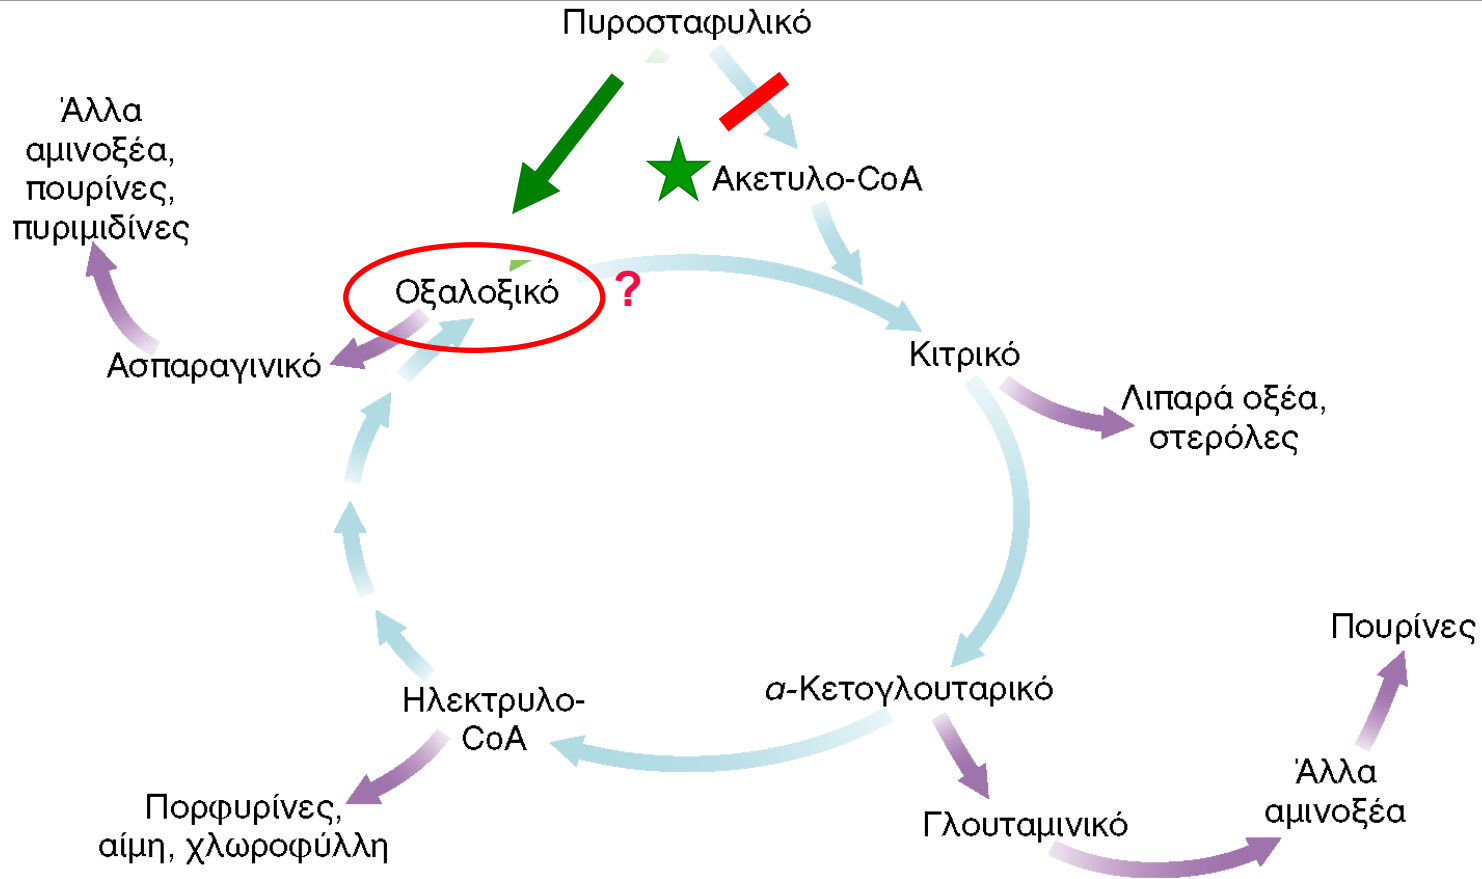 Πυροσταφυλικό
Άλλα
αμινοξέα,
πουρίνες,
πυριμιδίνες
Ακετυλο-CoA
Οξαλοξικό
?
Ασπαραγινικό
Κιτρικό
Λιπαρά οξέα,
στερόλες
Πουρίνες
α-Κετογλουταρικό
Ηλεκτρυλο-
CoA
Άλλα
αμινοξέα
Πορφυρίνες,
αίμη, χλωροφύλλη
Γλουταμινικό